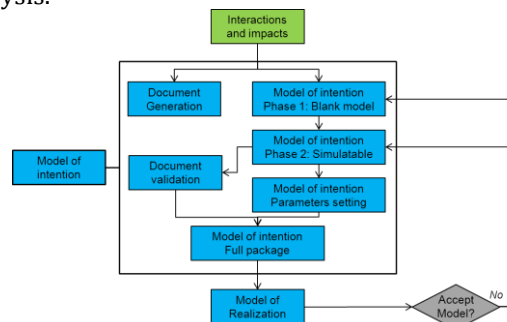 ysis.
Interactions
and impacts
Document
Generation
Model of intention
Phase 1: Blank model
Model of intention
Phase 2: Simulatable
Model of
intention
Document
validation
Model of intention
Parameters setting
Model of intention
Full package
Model of
Realization
Accept
Model?
No